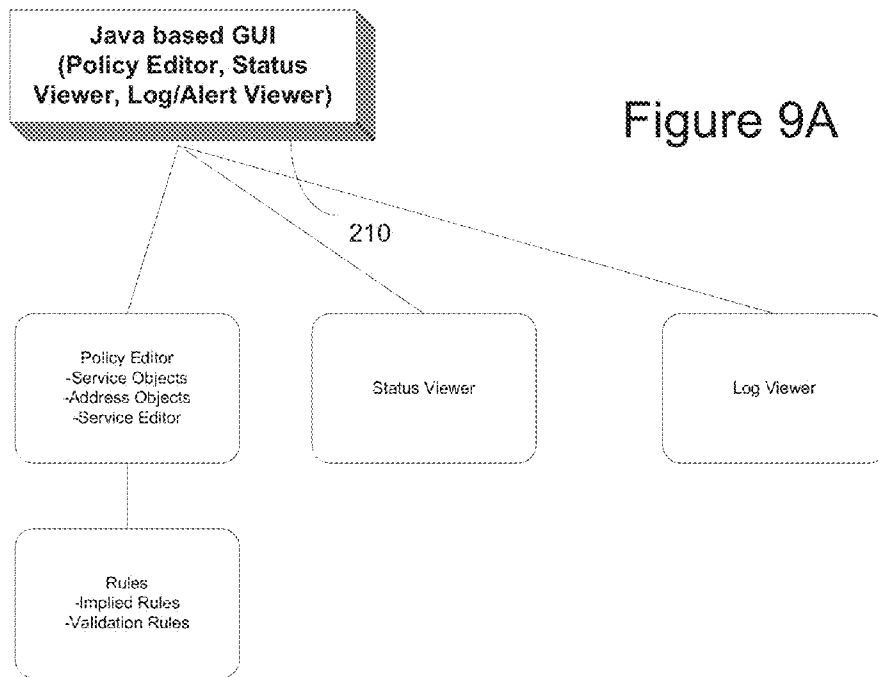 Java based GUI
(Policy Editor, Status
Viewer, Log/Alert Viewer)
Figure 9A
210
Policy Editor
-Service Objects
-Address Objects
-Service Editor
Status Viewer
Log Viewer
Rules
-Implied Rules
-Validation Rules